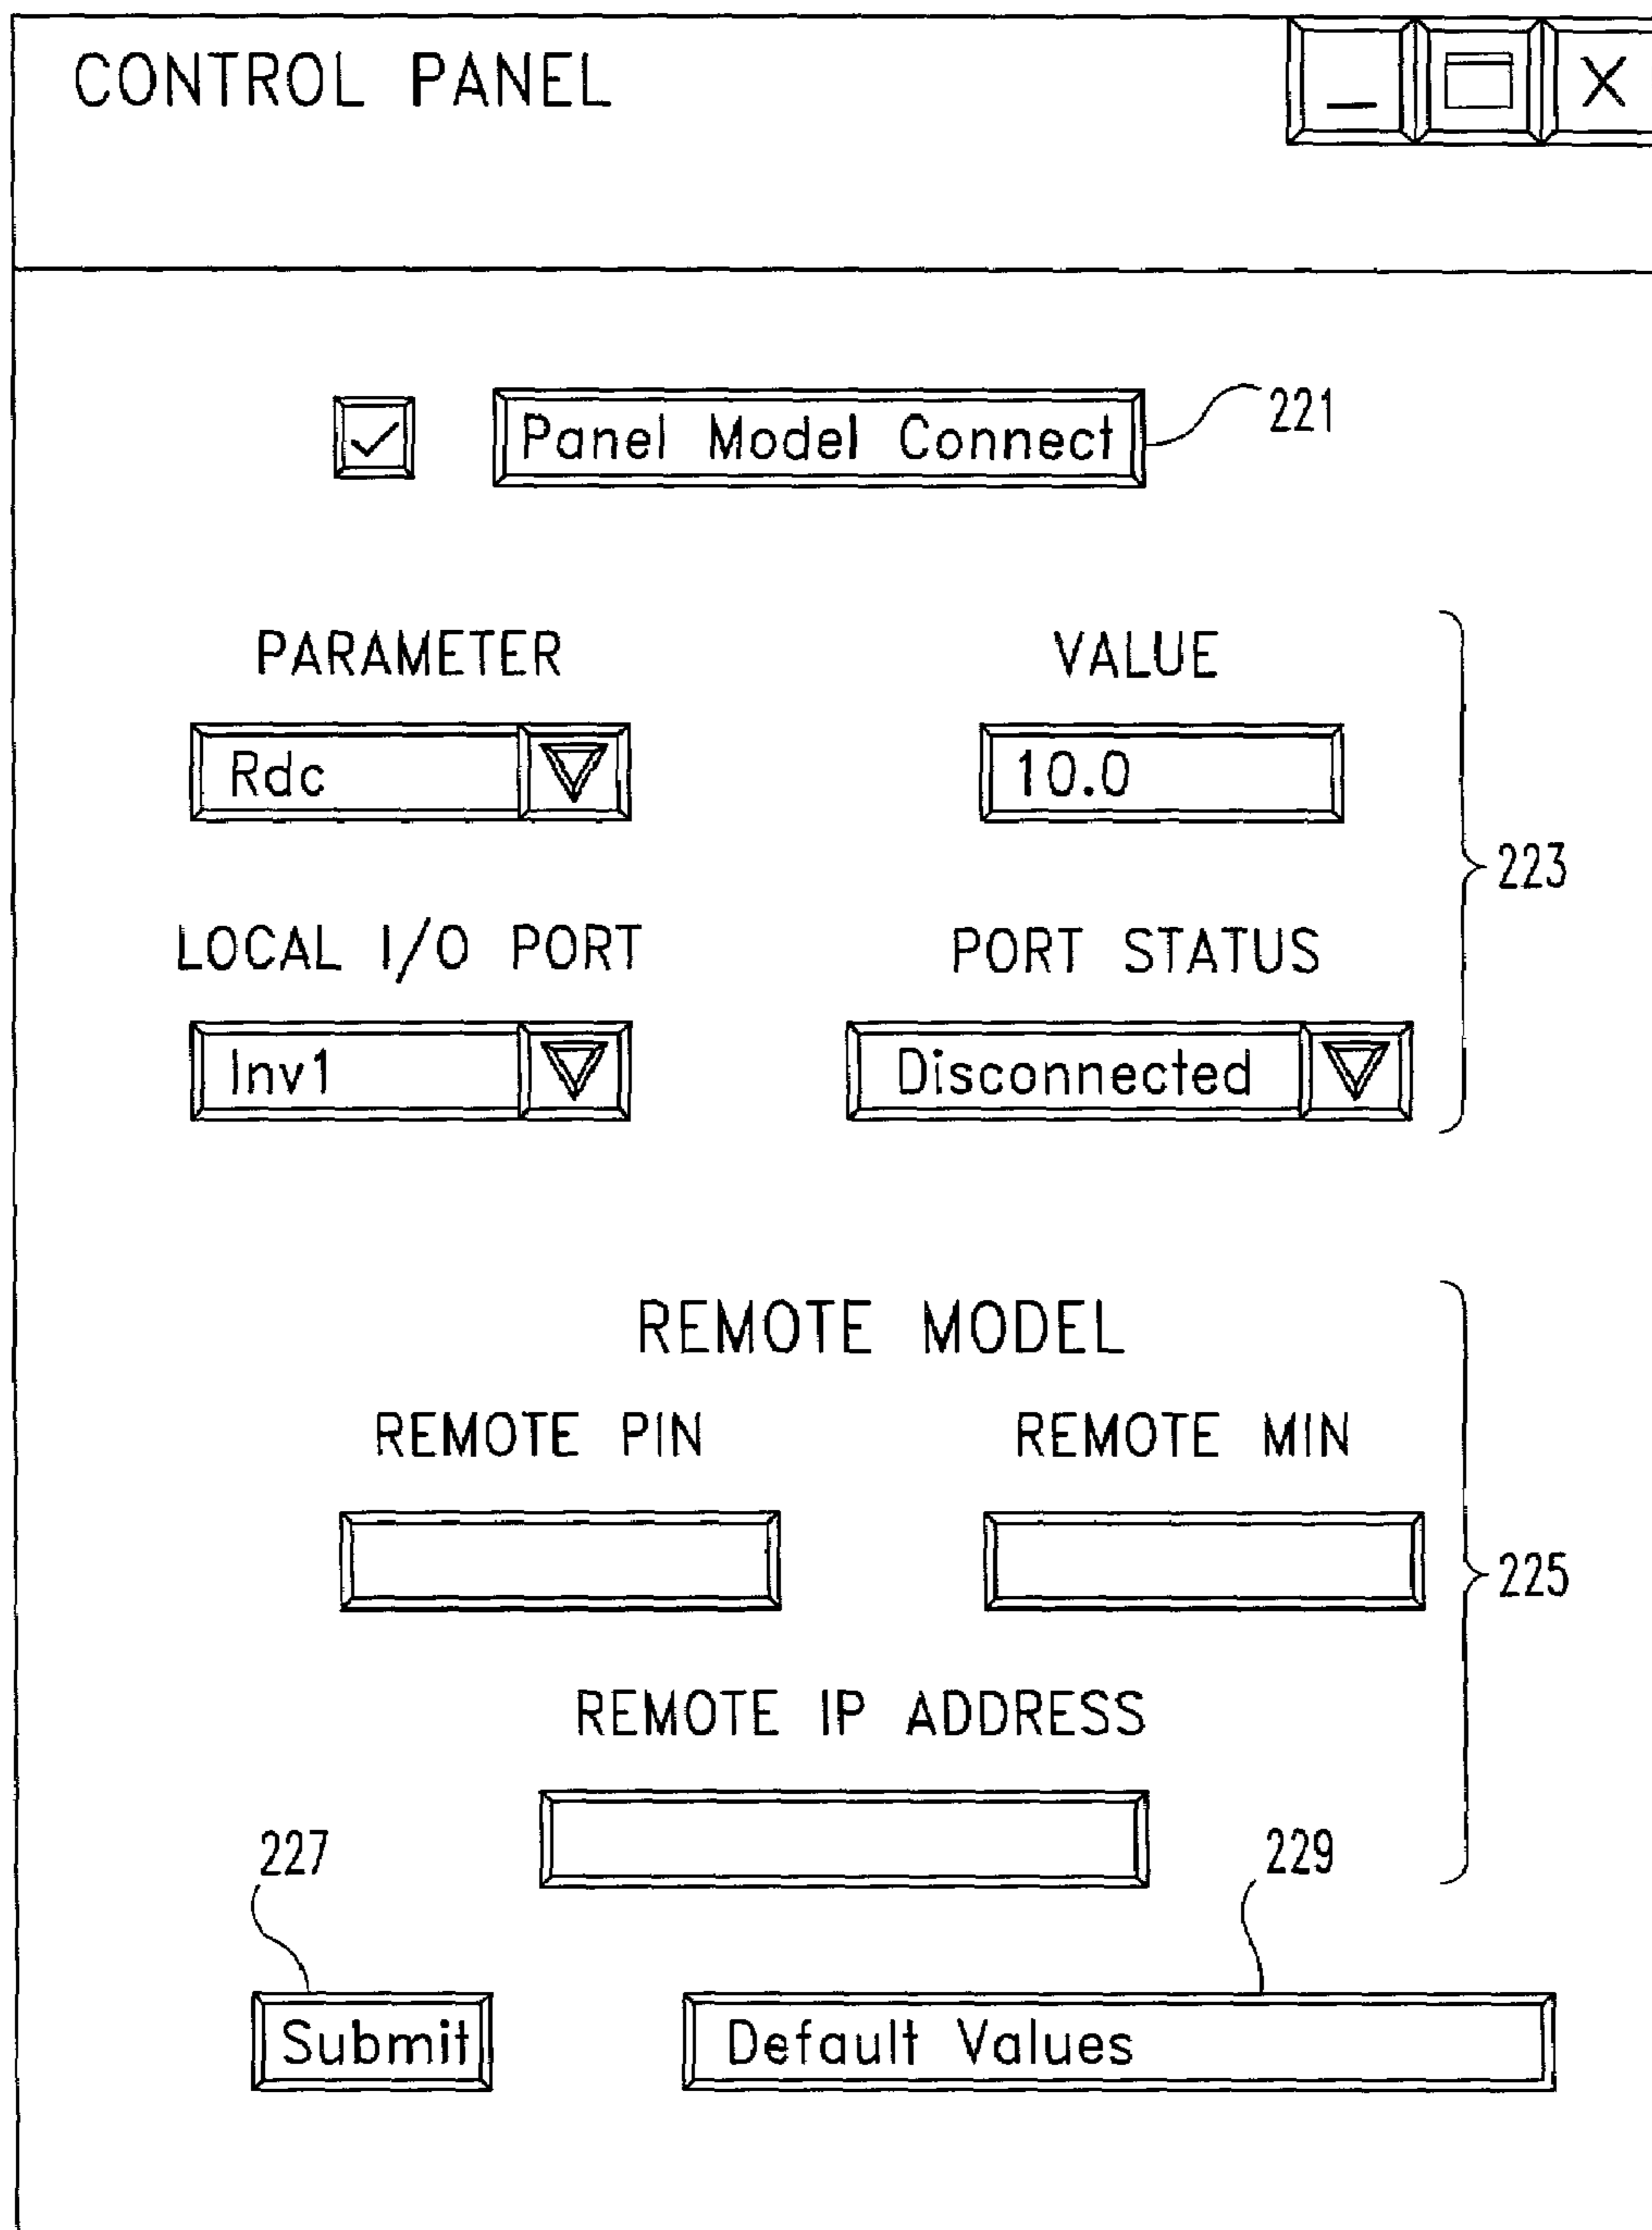 CONTROL PANEL
Panel Model Connect
221
PARAMETER VALUE
Rdc 10.0
223
LOCAL I/O PORT PORT STATUS
Inv1 Disconnected
REMOTE MODEL
REMOTE PIN REMOTE MIN
225
REMOTE IP ADDRESS
227 229
Submit Default Values